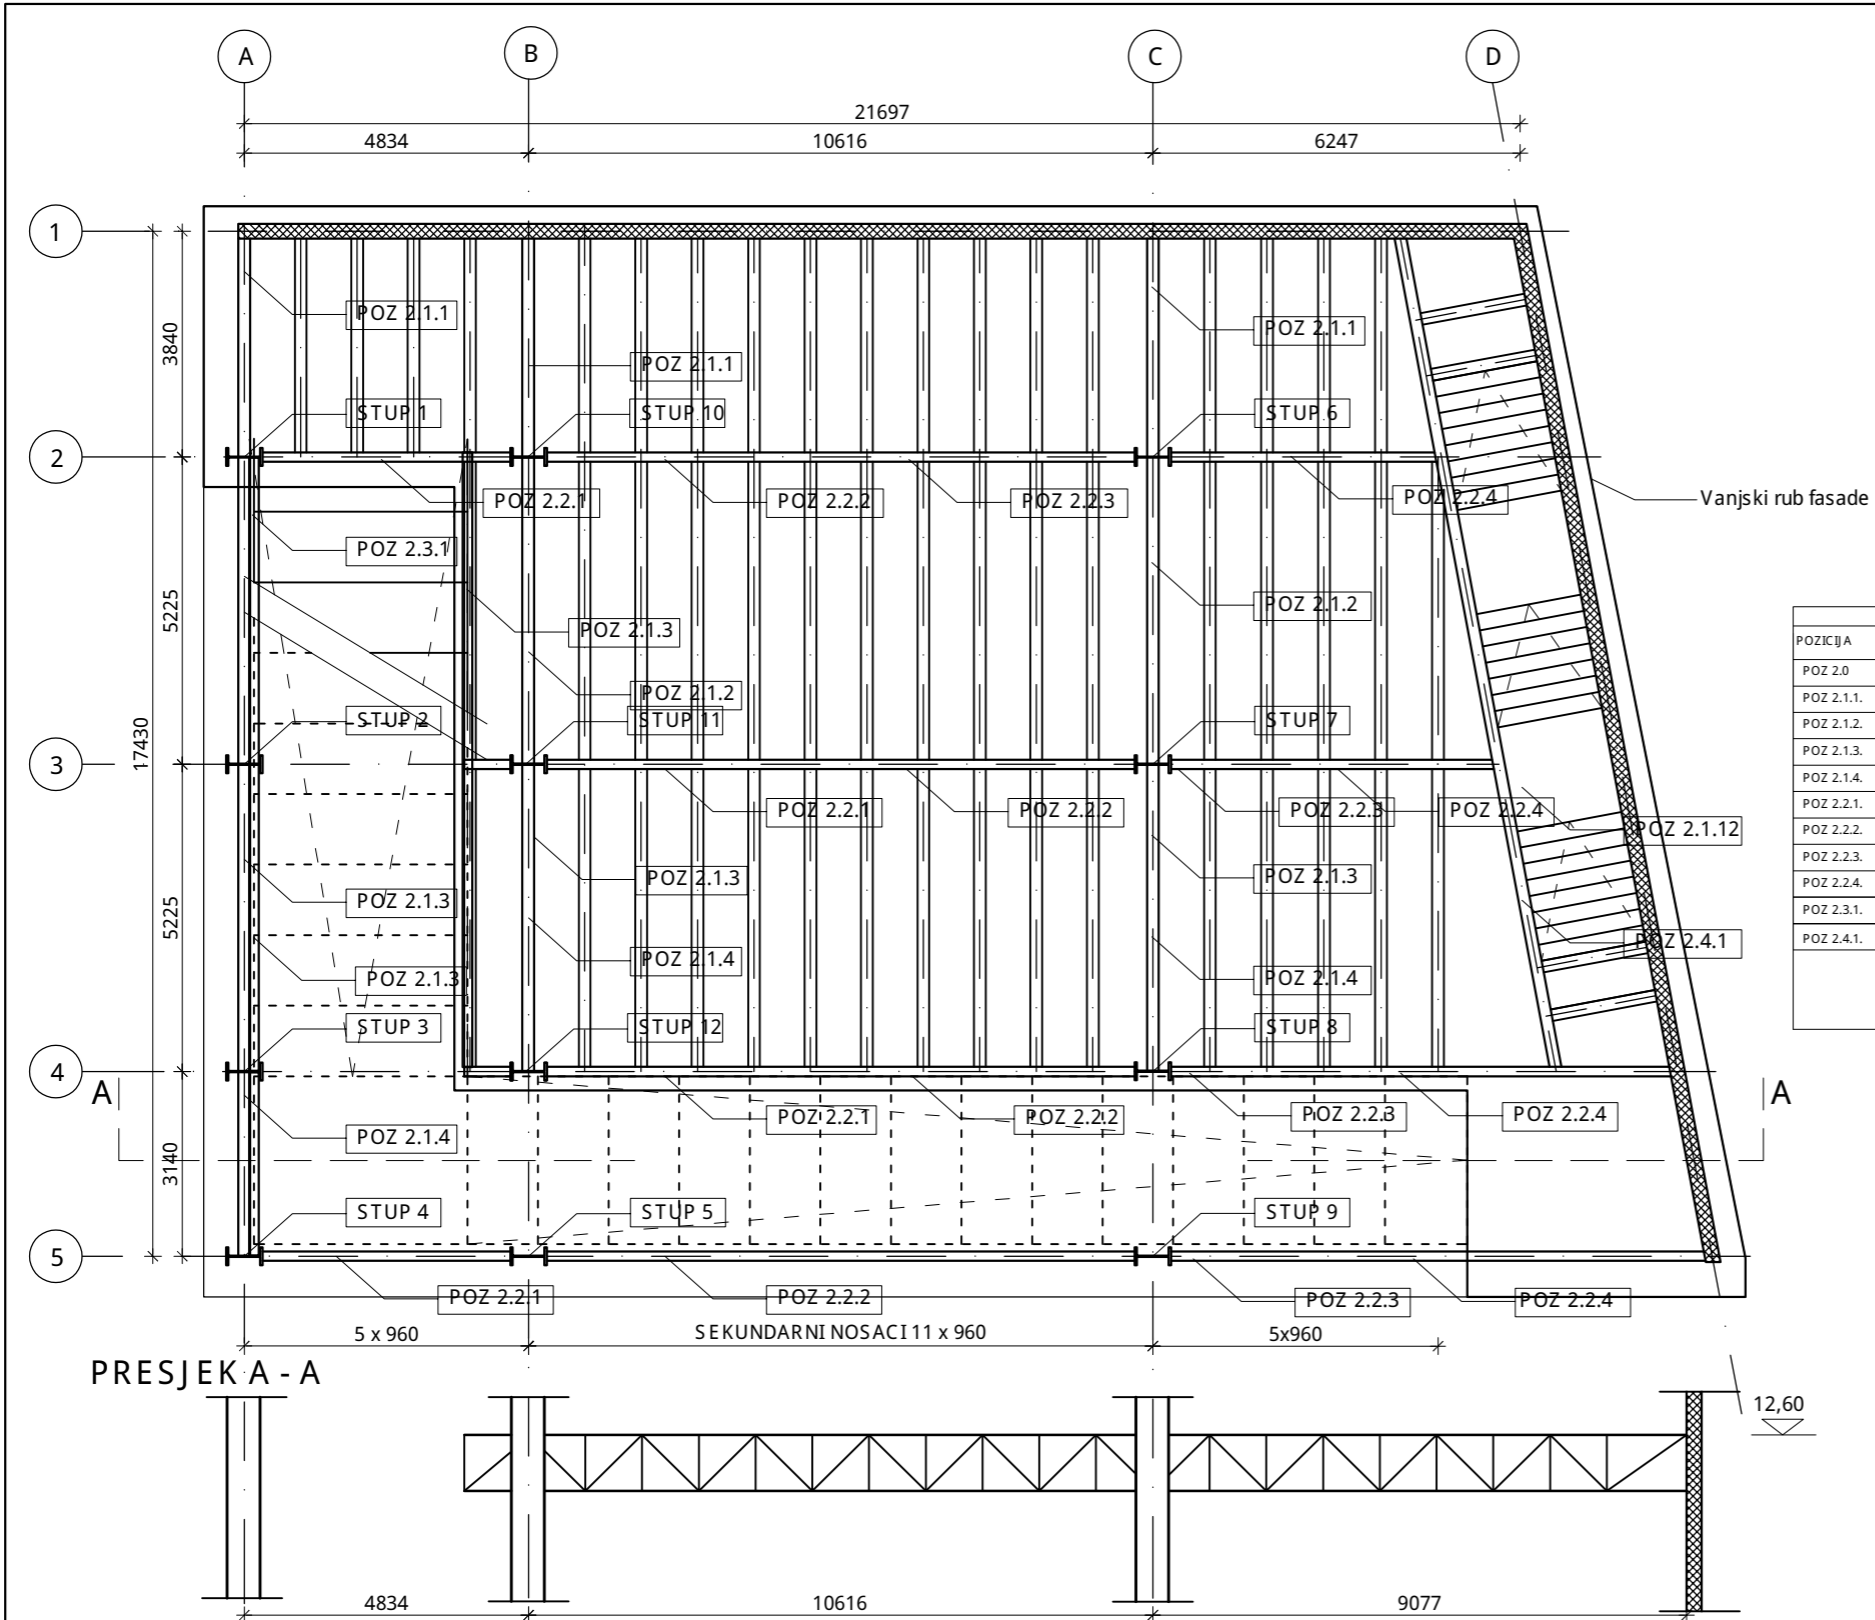 A
B
C
D
21697
4834
10616
6247
1
3840
POZ 2.1.1
POZ 2.1.1
POZ 2.1.1
STUP 1
STUP 10
STUP 6
2
POZ 2.2.1
POZ 2.2.2
POZ 2.2.3
POZ 2.2.4
Vanjski rub fasade
POZ 2.3.1
5225
POZ 2.1.2
POZ 2.1.3
POZ 2.1.2
STUP 2
STUP 11
STUP 7
17430
3
POZ 2.2.1
POZ 2.2.2
POZ 2.2.3
POZ 2.2.4
POZ 2.1.12
POZ 2.1.3
POZ 2.1.3
POZ 2.1.3
5225
POZ 2.1.4
POZ 2.4.1
POZ 2.1.3
POZ 2.1.4
STUP 3
STUP 12
STUP 8
4
A
A
POZ 2.2.1
POZ 2.2.2
POZ 2.2.3
POZ 2.2.4
POZ 2.1.4
3140
STUP 4
STUP 5
STUP 9
5
POZ 2.2.1
POZ 2.2.2
POZ 2.2.3
POZ 2.2.4
5 x 960
SEKUNDARNI NOSACI 11 x 960
5x960
POZICIJA
POZ 2.0
POZ 2.1.1.
POZ 2.1.2.
POZ 2.1.3.
POZ 2.1.4.
POZ 2.2.1.
POZ 2.2.2.
POZ 2.2.3.
POZ 2.2.4.
POZ 2.3.1.
POZ 2.4.1.
PRESJEK A - A
12,60
4834
10616
9077